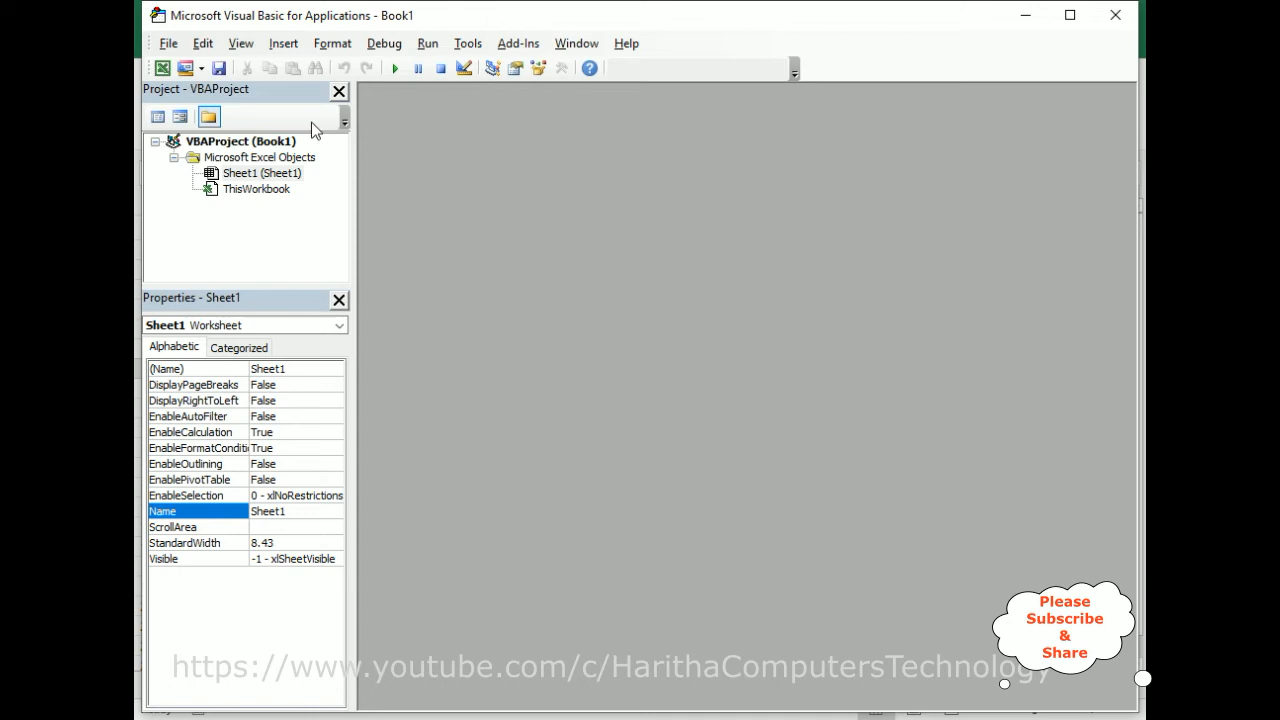 Microsoft Visual Basic for Applications - Book1
File Edit View Insert Format Debug Run Tools Add-Ins Window Help
Project - VBAProject
VBAProject (Book1)
Microsoft Excel Objects
Sheet1 (Sheet1)
ThisWorkbook
Properties - Sheet1
Sheet1 Worksheet
Alphabetic Categorized
(Name) Sheet1
DisplayPageBreaks False
DisplayRightToLeft False
EnableAutoFilter False
EnableCalculation True
EnableFormatConditi True
EnableOutlining False
EnablePivotTable False
EnableSelection 0 - xlNoRestrictions
Name Sheet1
ScrollArea
StandardWidth 8.43
Visible -1 - xlSheetVisible
Please
Subscribe
&
Share
https://www.youtube.com/c/HarithaComputersTechnology